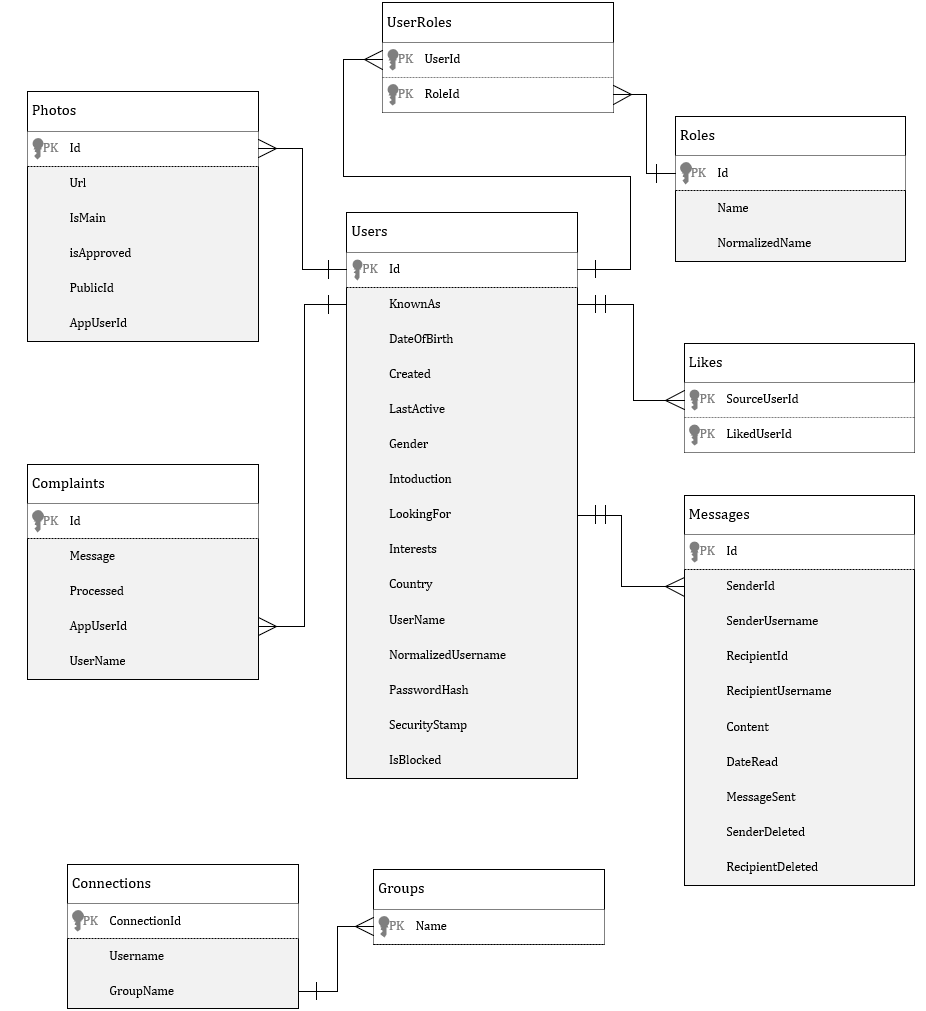 UserRoles
PK UserId
PK RoleId
Photos
PK Id
Url
IsMain
isApproved
PublicId
AppUserId
Roles
PK Id
Name
NormalizedName
Users
PK Id
KnownAs
DateOfBirth
Created
LastActive
Gender
Intoduction
LookingFor
Interests
Country
UserName
NormalizedUsername
PasswordHash
SecurityStamp
IsBlocked
Likes
PK SourceUserId
PK LikedUserId
Complaints
PK Id
Message
Processed
AppUserId
UserName
Messages
PK Id
SenderId
SenderUsername
RecipientId
RecipientUsername
Content
DateRead
MessageSent
SenderDeleted
RecipientDeleted
Connections
PK ConnectionId
Username
GroupName
Groups
PK Name